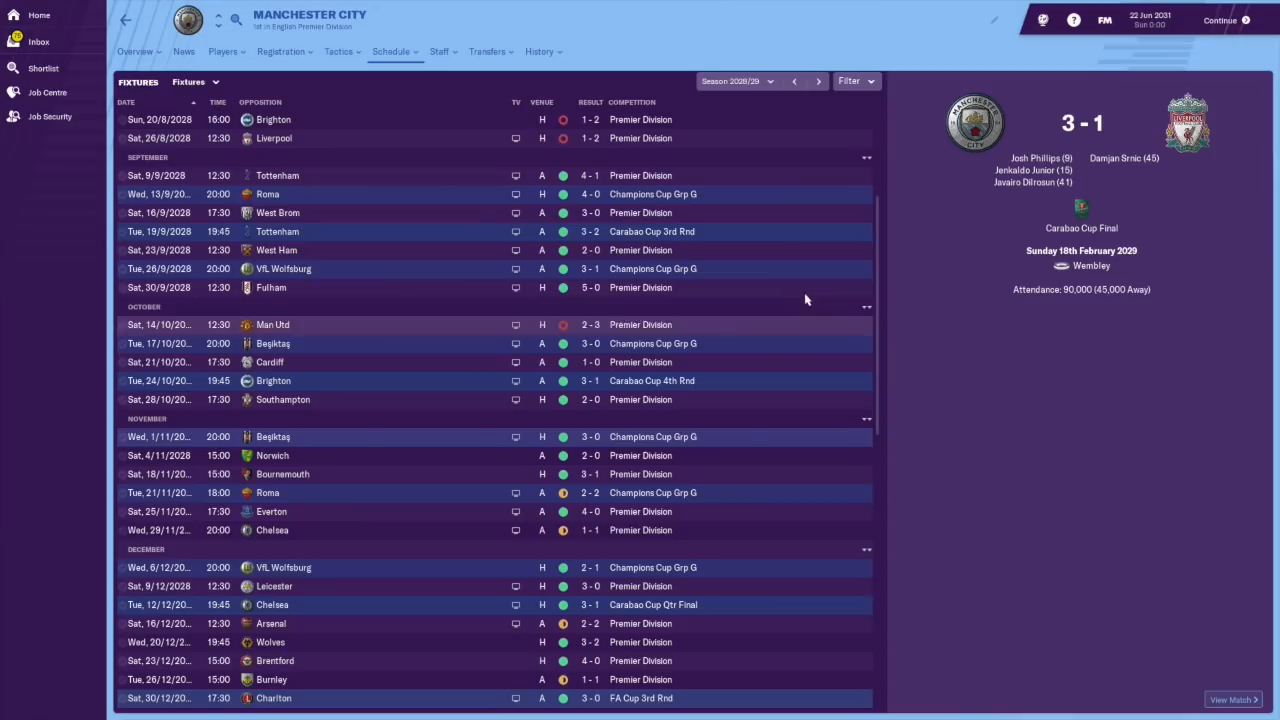 Home
75
Inbox
Shortlist
Job Centre
Job Security
MANCHESTER CITY
1st in English Premier Division
FM
22 Jun 2031
Sun 0:00
Continue
Overview News Players Registration Tactics Schedule Staff Transfers History
FIXTURES Fixtures Season 2028/29 Filter
DATE TIME OPPOSITION TV VENUE RESULT COMPETITION
Sun, 20/8/2028 16:00 Brighton H 1 - 2 Premier Division
Sat, 26/8/2028 12:30 Liverpool H 1 - 2 Premier Division
SEPTEMBER
Sat, 9/9/2028 12:30 Tottenham A 4 - 1 Premier Division
Wed, 13/9/2028 20:00 Roma H 4 - 0 Champions Cup Grp G
Sat, 16/9/2028 17:30 West Brom A 3 - 0 Premier Division
Tue, 19/9/2028 19:45 Tottenham A 3 - 2 Carabao Cup 3rd Rnd
Sat, 23/9/2028 12:30 West Ham A 2 - 0 Premier Division
Tue, 26/9/2028 20:00 VfL Wolfsburg A 3 - 1 Champions Cup Grp G
Sat, 30/9/2028 12:30 Fulham H 5 - 0 Premier Division
OCTOBER
Sat, 14/10/20... 12:30 Man Utd H 2 - 3 Premier Division
Tue, 17/10/20... 20:00 Beşiktaş A 3 - 0 Champions Cup Grp G
Sat, 21/10/20... 17:30 Cardiff A 1 - 0 Premier Division
Tue, 24/10/20... 19:45 Brighton A 3 - 1 Carabao Cup 4th Rnd
Sat, 28/10/20... 17:30 Southampton H 2 - 0 Premier Division
NOVEMBER
Wed, 1/11/20... 20:00 Beşiktaş H 3 - 0 Champions Cup Grp G
Sat, 4/11/2028 15:00 Norwich A 2 - 0 Premier Division
Sat, 18/11/20... 15:00 Bournemouth H 3 - 1 Premier Division
Tue, 21/11/20... 18:00 Roma A 2 - 2 Champions Cup Grp G
Sat, 25/11/20... 17:30 Everton A 4 - 0 Premier Division
Wed, 29/11/2... 20:00 Chelsea A 1 - 1 Premier Division
DECEMBER
Wed, 6/12/20... 20:00 VfL Wolfsburg H 2 - 1 Champions Cup Grp G
Sat, 9/12/2028 12:30 Leicester H 3 - 0 Premier Division
Tue, 12/12/20... 19:45 Chelsea H 3 - 1 Carabao Cup Qtr Final
Sat, 16/12/20... 12:30 Arsenal A 2 - 2 Premier Division
Wed, 20/12/2... 19:45 Wolves H 3 - 2 Premier Division
Sat, 23/12/20... 15:00 Brentford H 4 - 0 Premier Division
Tue, 26/12/20... 15:00 Burnley A 1 - 1 Premier Division
Sat, 30/12/20... 17:30 Charlton A 3 - 0 FA Cup 3rd Rnd
MANCHESTER
CITY
LIVERPOOL
3 - 1
Josh Phillips (9) Damjan Srnic (45)
Jenkaldo Junior (15)
Javairo Dilrosun (41)
Carabao Cup Final
Sunday 18th February 2029
Wembley
Attendance: 90,000 (45,000 Away)
View Match